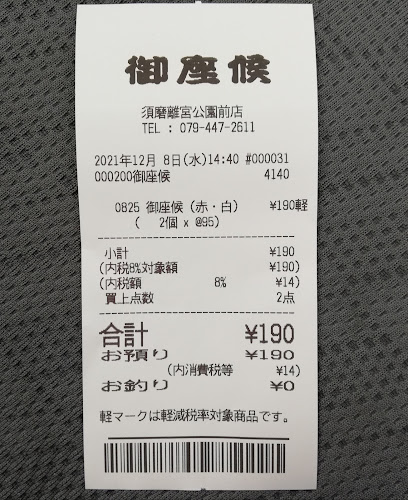 御座候
須磨離宮公園前店
TEL : 079-447-2611
2021年12月 8日(水)14:40 #000031
000200御座候 4140
0825 御座候(赤・白) ¥190軽
( 2個 x @95)
小計 ¥190
(内税8%対象額 ¥190)
(内税額 8% ¥14)
買上点数 2点
合計 ¥190
お預り ¥190
(内消費税等 ¥14)
お釣り ¥0
軽マークは軽減税率対象商品です。